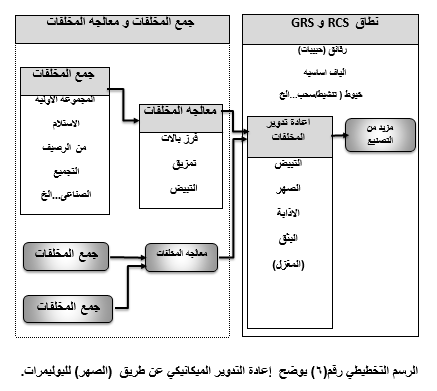 نطاق RCS و GRS
جمع المخلفات و معالجه المخلفات
رقائق (حبيبات)
الياف اساسيه
خيوط ( تنشيط/سحب...الخ
جمع المخلفات
المجموعه الاوليه
الاستلام
من الرصيف
التجميع
الصناعى...الخ
معالجه المخلفات
فرز بالات
تمزيق
التبيض
اعادة تدوير
المخلفات
التبيض
الصهر
الاذابة
البثق
(المغزل)
مزيد من
التصنيع
جمع المخلفات
معالجه المخلفات
جمع المخلفات
الرسم التخطيطي رقم(٦) يوضح إعادة التدوير الميكانيكي عن طريق (الصهر) للبوليمرات.